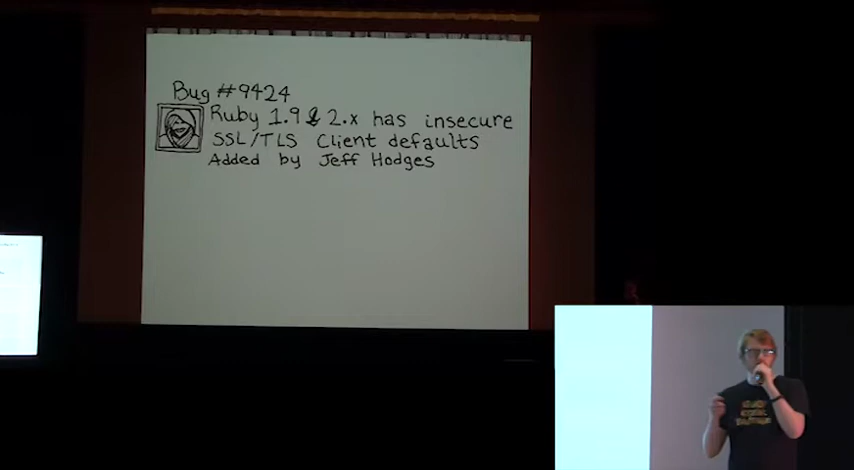 Bug #9424
Ruby 1.9 & 2.x has insecure
SSL/TLS Client defaults
Added by Jeff Hodges